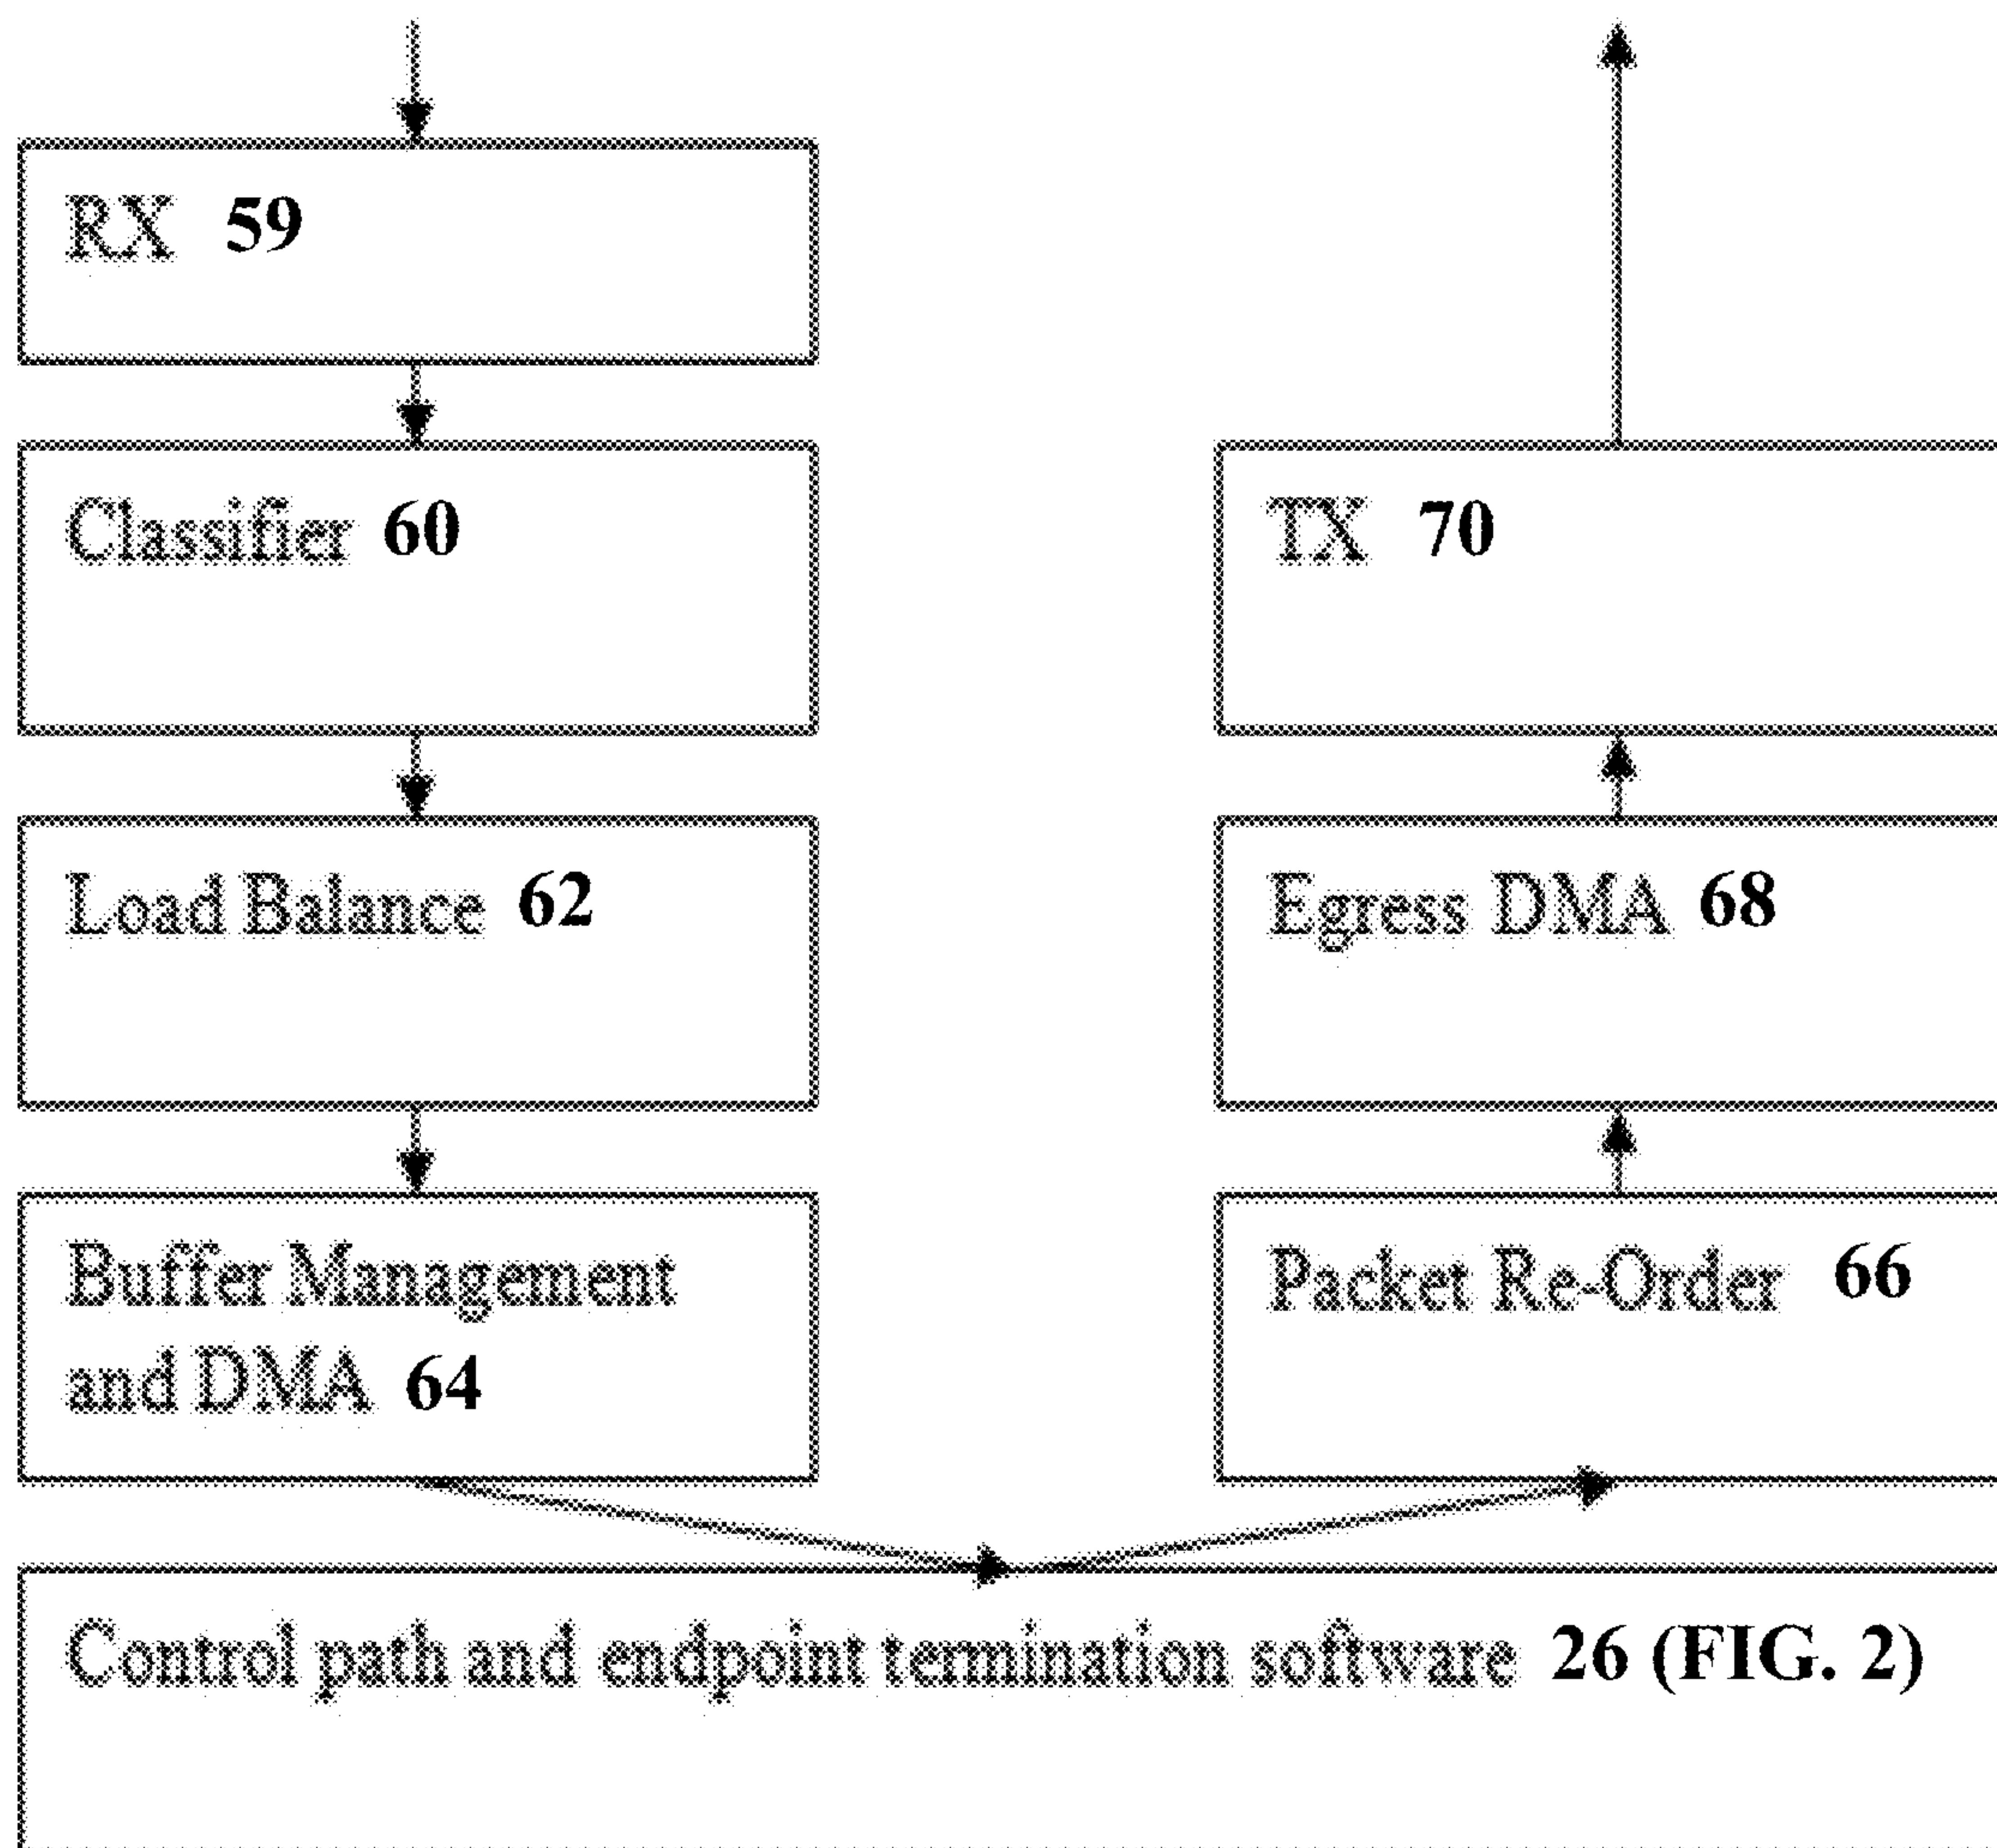 RX 59
Classifier 60
Load Balance 62
Buffer Management
and DMA 64
TX 70
Egress DMA 68
Packet Re-Order 66
Control path and endpoint termination software 26 (FIG. 2)